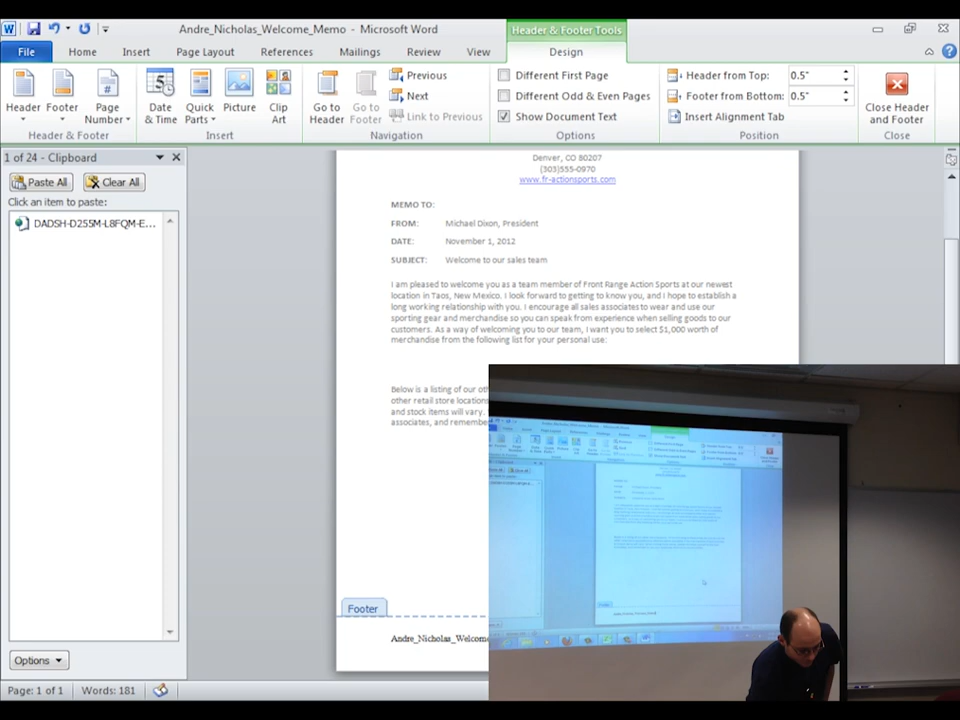 Andre_Nicholas_Welcome_Memo - Microsoft Word
Header & Footer Tools
File Home Insert Page Layout References Mailings Review View Design
Header
Footer
Page Number
Header & Footer
Date & Time
Quick Parts
Picture
Clip Art
Insert
Go to Header
Go to Footer
Previous
Next
Link to Previous
Navigation
Different First Page
Different Odd & Even Pages
Show Document Text
Options
Header from Top: 0.5"
Footer from Bottom: 0.5"
Insert Alignment Tab
Position
Close Header and Footer
Close
1 of 24 - Clipboard
Paste All Clear All
Click an item to paste:
DADSH-D255M-L8FQM-E...
Options
Denver, CO 80207
(303)555-0970
www.fr-actionsports.com
MEMO TO:
FROM: Michael Dixon, President
DATE: November 1, 2012
SUBJECT: Welcome to our sales team
I am pleased to welcome you as a team member of Front Range Action Sports at our newest
location in Taos, New Mexico. I look forward to getting to know you, and I hope to establish a
long working relationship with you. I encourage all sales associates to wear and use our
sporting gear and merchandise so you can speak from experience when selling goods to our
customers. As a way of welcoming you to our team, I want you to select $1,000 worth of
merchandise from the following list for your personal use:
Below is a listing of our oth
other retail store locations
and stock items will vary.
associates, and remembe
Footer
Andre_Nicholas_Welcome
Page: 1 of 1 Words: 181